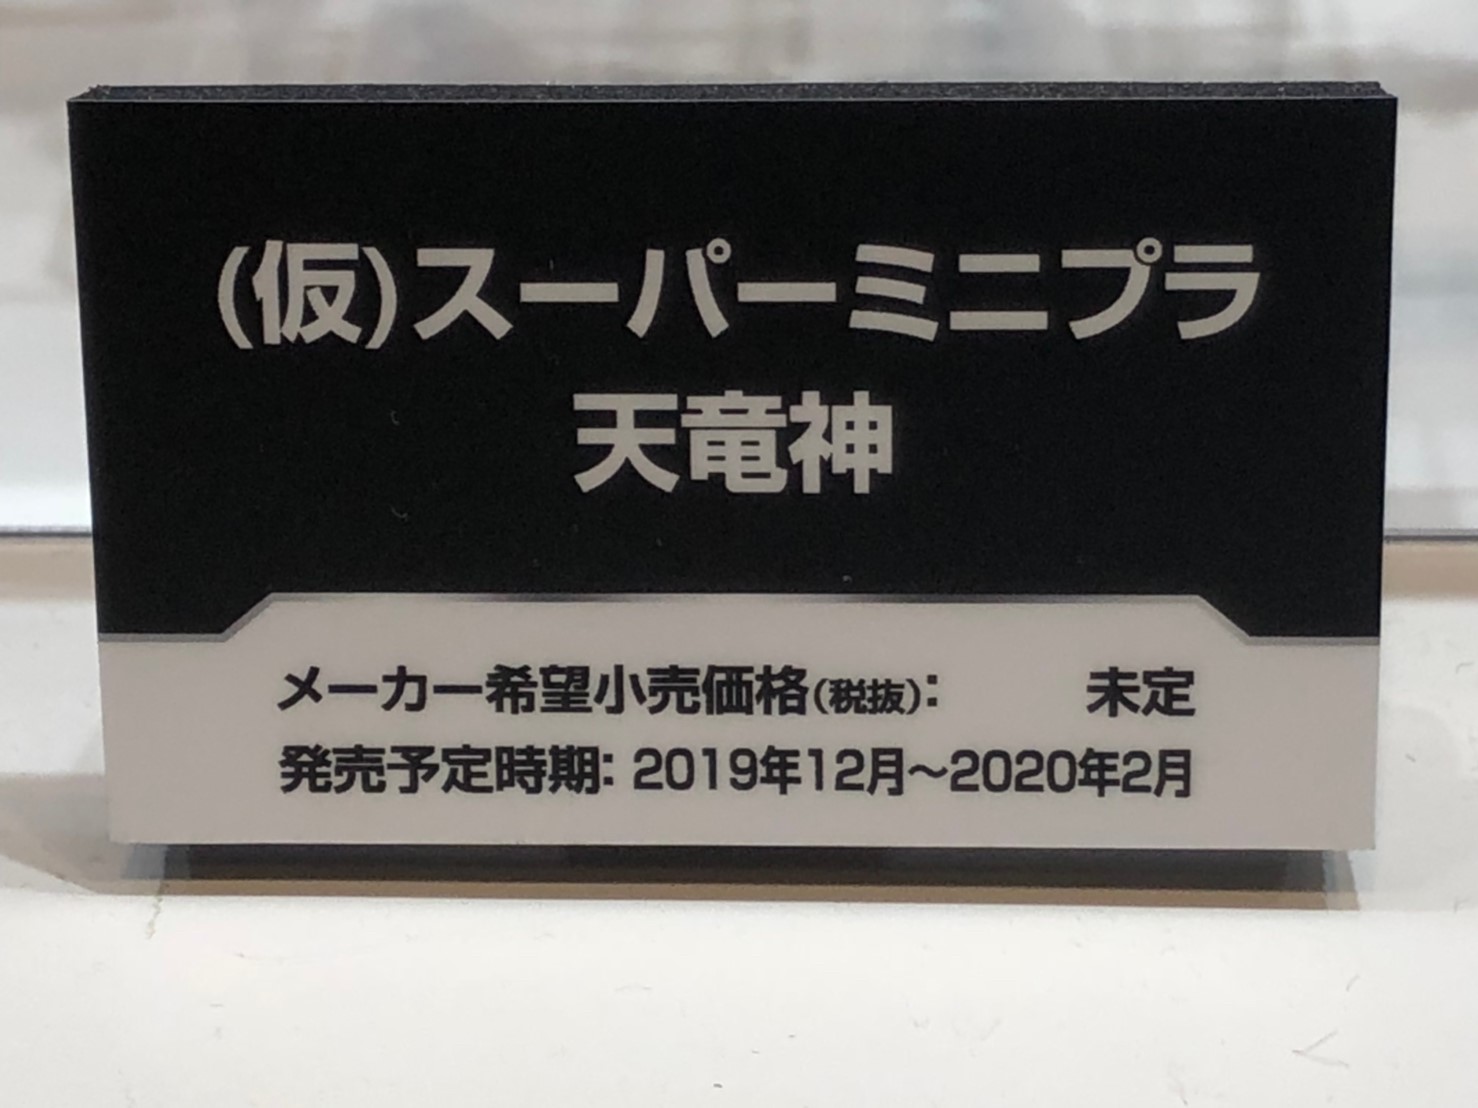 (仮)スーパーミニプラ
天竜神
メーカー希望小売価格(税抜): 未定
発売予定時期: 2019年12月～2020年2月